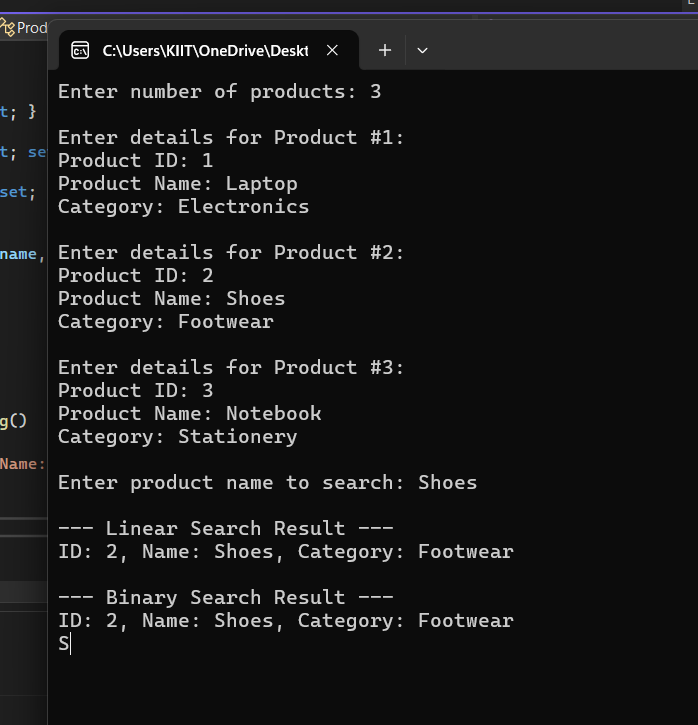 Prod
C:\Users\KIIT\OneDrive\Deskt
t; }
t; se
set;
name,
g()
Name:
Enter number of products: 3
Enter details for Product #1:
Product ID: 1
Product Name: Laptop
Category: Electronics
Enter details for Product #2:
Product ID: 2
Product Name: Shoes
Category: Footwear
Enter details for Product #3:
Product ID: 3
Product Name: Notebook
Category: Stationery
Enter product name to search: Shoes
--- Linear Search Result ---
ID: 2, Name: Shoes, Category: Footwear
--- Binary Search Result ---
ID: 2, Name: Shoes, Category: Footwear
S